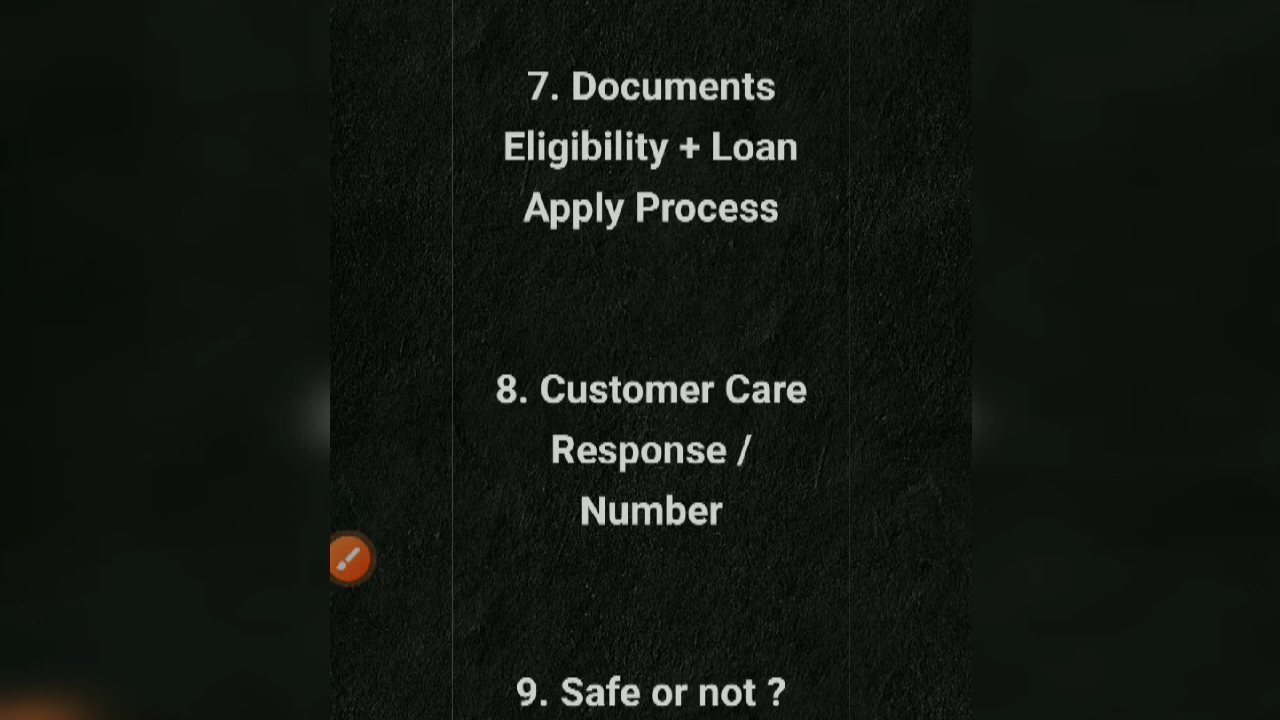 7. Documents
Eligibility + Loan
Apply Process
8. Customer Care
Response /
Number
9. Safe or not ?